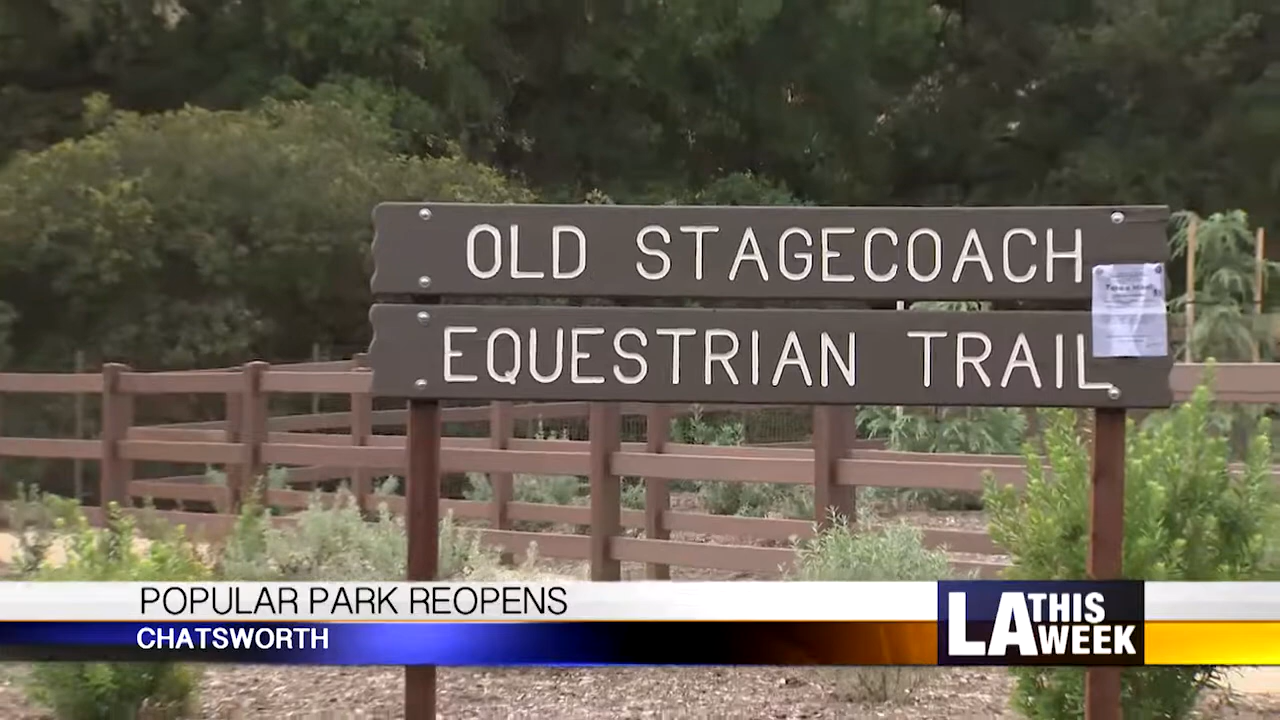 OLD STAGECOACH
EQUESTRIAN TRAIL
POPULAR PARK REOPENS
CHATSWORTH
LA THIS WEEK